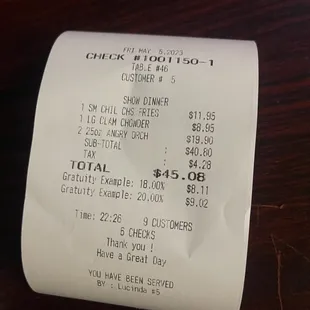 FRI MAY 5,2023
CHECK #1001150-1
TABLE #46
CUSTOMER # 5
SHOW DINNER
1 SM CHIL CHS FRIES $11.95
1 LG CLAM CHOWDER $8.95
2 25oz ANGRY ORCH $19.90
SUB-TOTAL : $40.80
TAX : $4.28
TOTAL $45.08
Gratuity Example: 18.00% $8.11
Gratuity Example: 20.00% $9.02
Time: 22:26 9 CUSTOMERS
6 CHECKS
Thank you !
Have a Great Day
YOU HAVE BEEN SERVED
BY : Lucinda #5